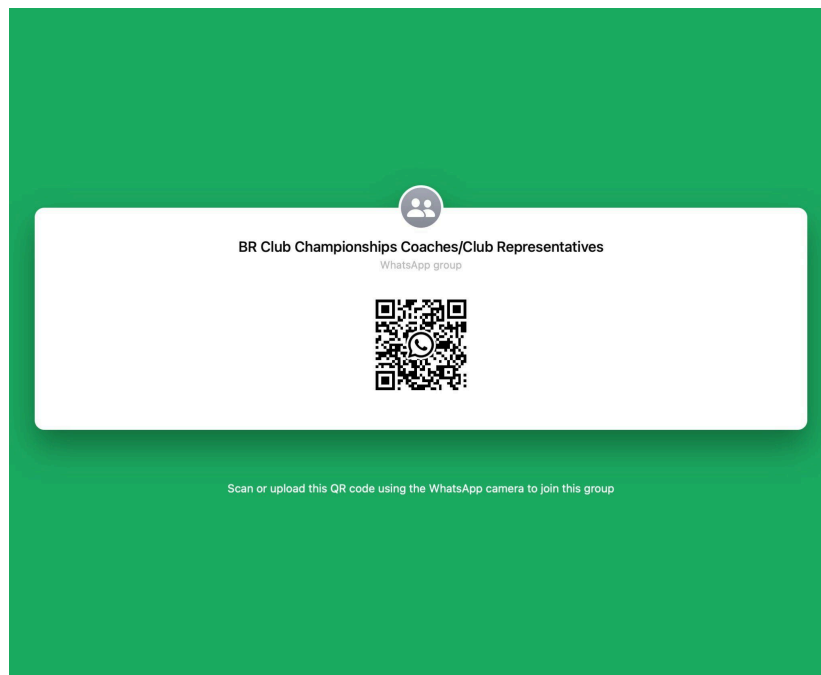 BR Club Championships Coaches/Club Representatives
WhatsApp group
Scan or upload this QR code using the WhatsApp camera to join this group